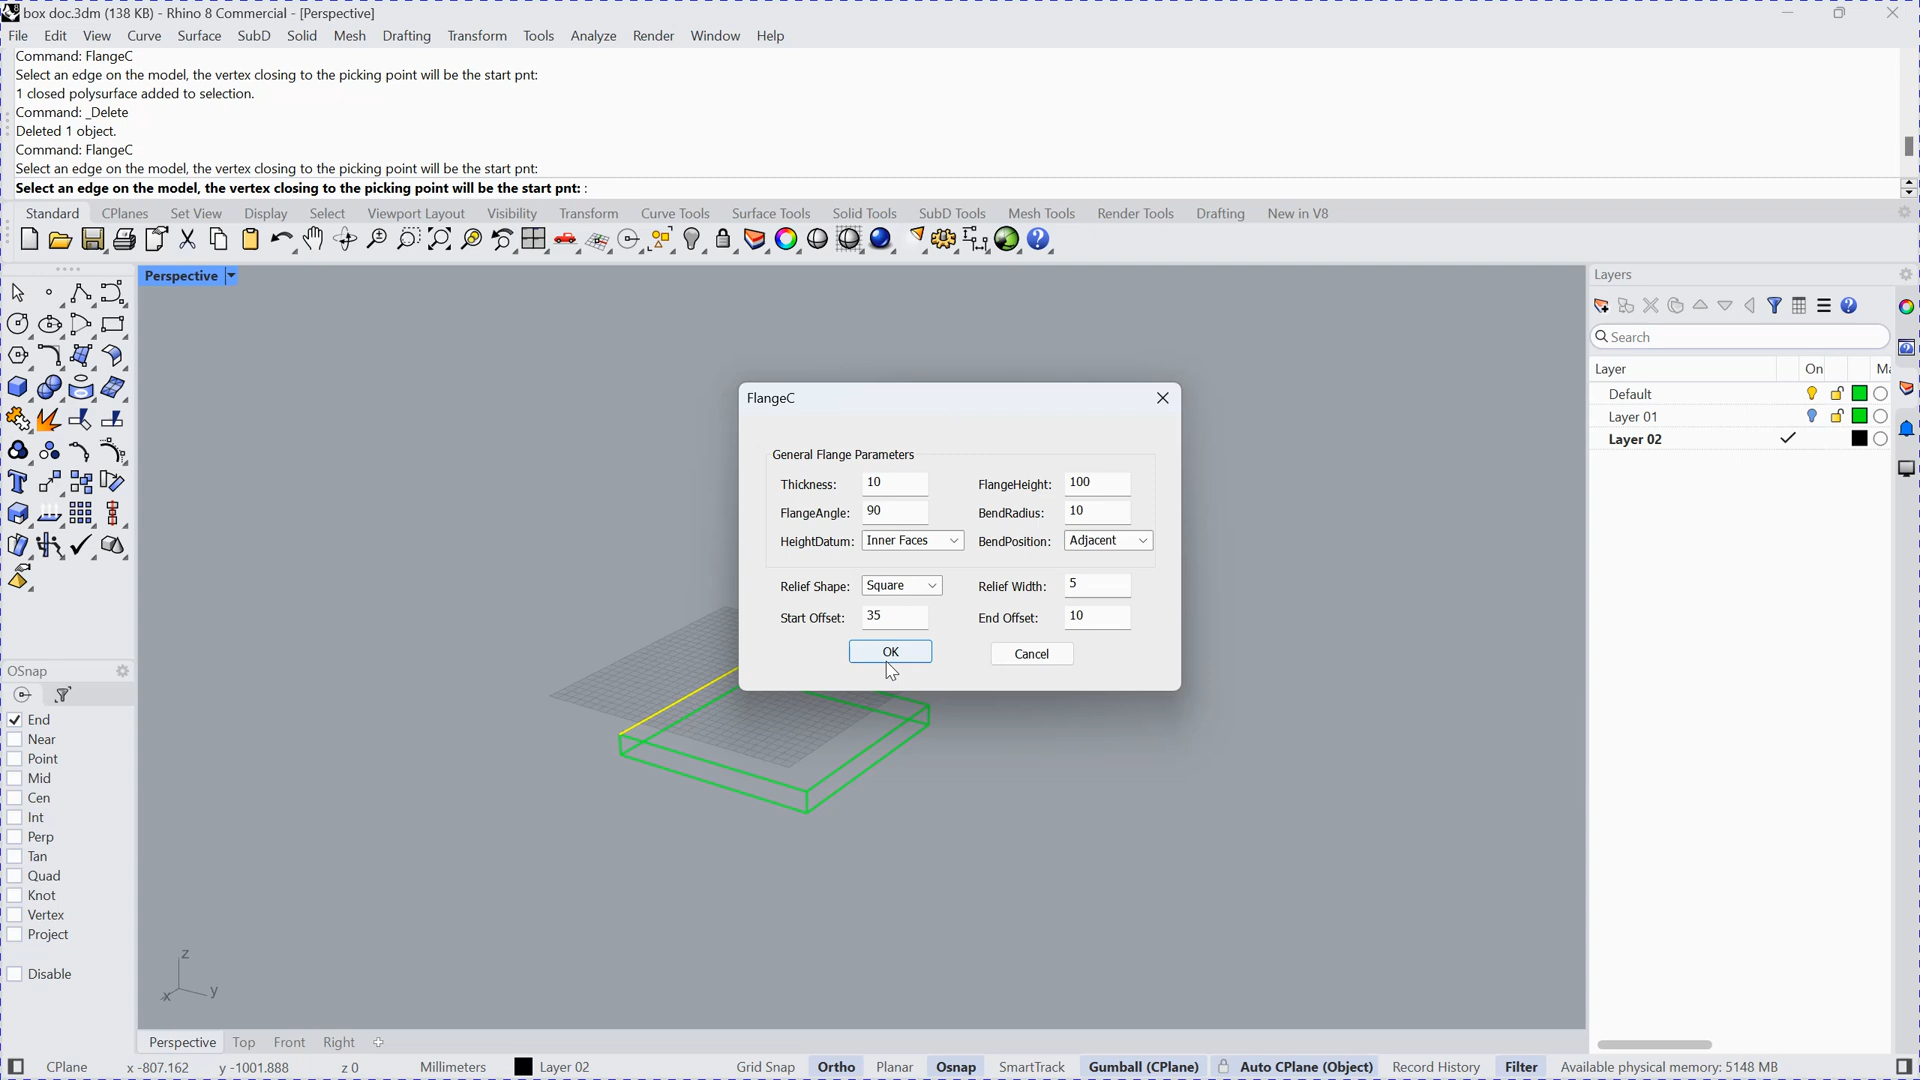 box doc.3dm (138 KB) - Rhino 8 Commercial - [Perspective]
File Edit View Curve Surface SubD Solid Mesh Drafting Transform Tools Analyze Render Window Help
Command: FlangeC
Select an edge on the model, the vertex closing to the picking point will be the start pnt:
1 closed polysurface added to selection.
Command: _Delete
Deleted 1 object.
Command: FlangeC
Select an edge on the model, the vertex closing to the picking point will be the start pnt:
Select an edge on the model, the vertex closing to the picking point will be the start pnt: :
Standard CPlanes Set View Display Select Viewport Layout Visibility Transform Curve Tools Surface Tools Solid Tools SubD Tools Mesh Tools Render Tools Drafting New in V8
Perspective
Layers
Search
Layer On Ma
Default
Layer 01
Layer 02
FlangeC
General Flange Parameters
Thickness: 10 FlangeHeight: 100
FlangeAngle: 90 BendRadius: 10
HeightDatum: Inner Faces BendPosition: Adjacent
Relief Shape: Square Relief Width: 5
Start Offset: 35 End Offset: 10
OK Cancel
OSnap
End
Near
Point
Mid
Cen
Int
Perp
Tan
Quad
Knot
Vertex
Project
Disable
z
x y
Perspective Top Front Right
CPlane x -807.162 y -1001.888 z 0 Millimeters Layer 02 Grid Snap Ortho Planar Osnap SmartTrack Gumball (CPlane) Auto CPlane (Object) Record History Filter Available physical memory: 5148 MB